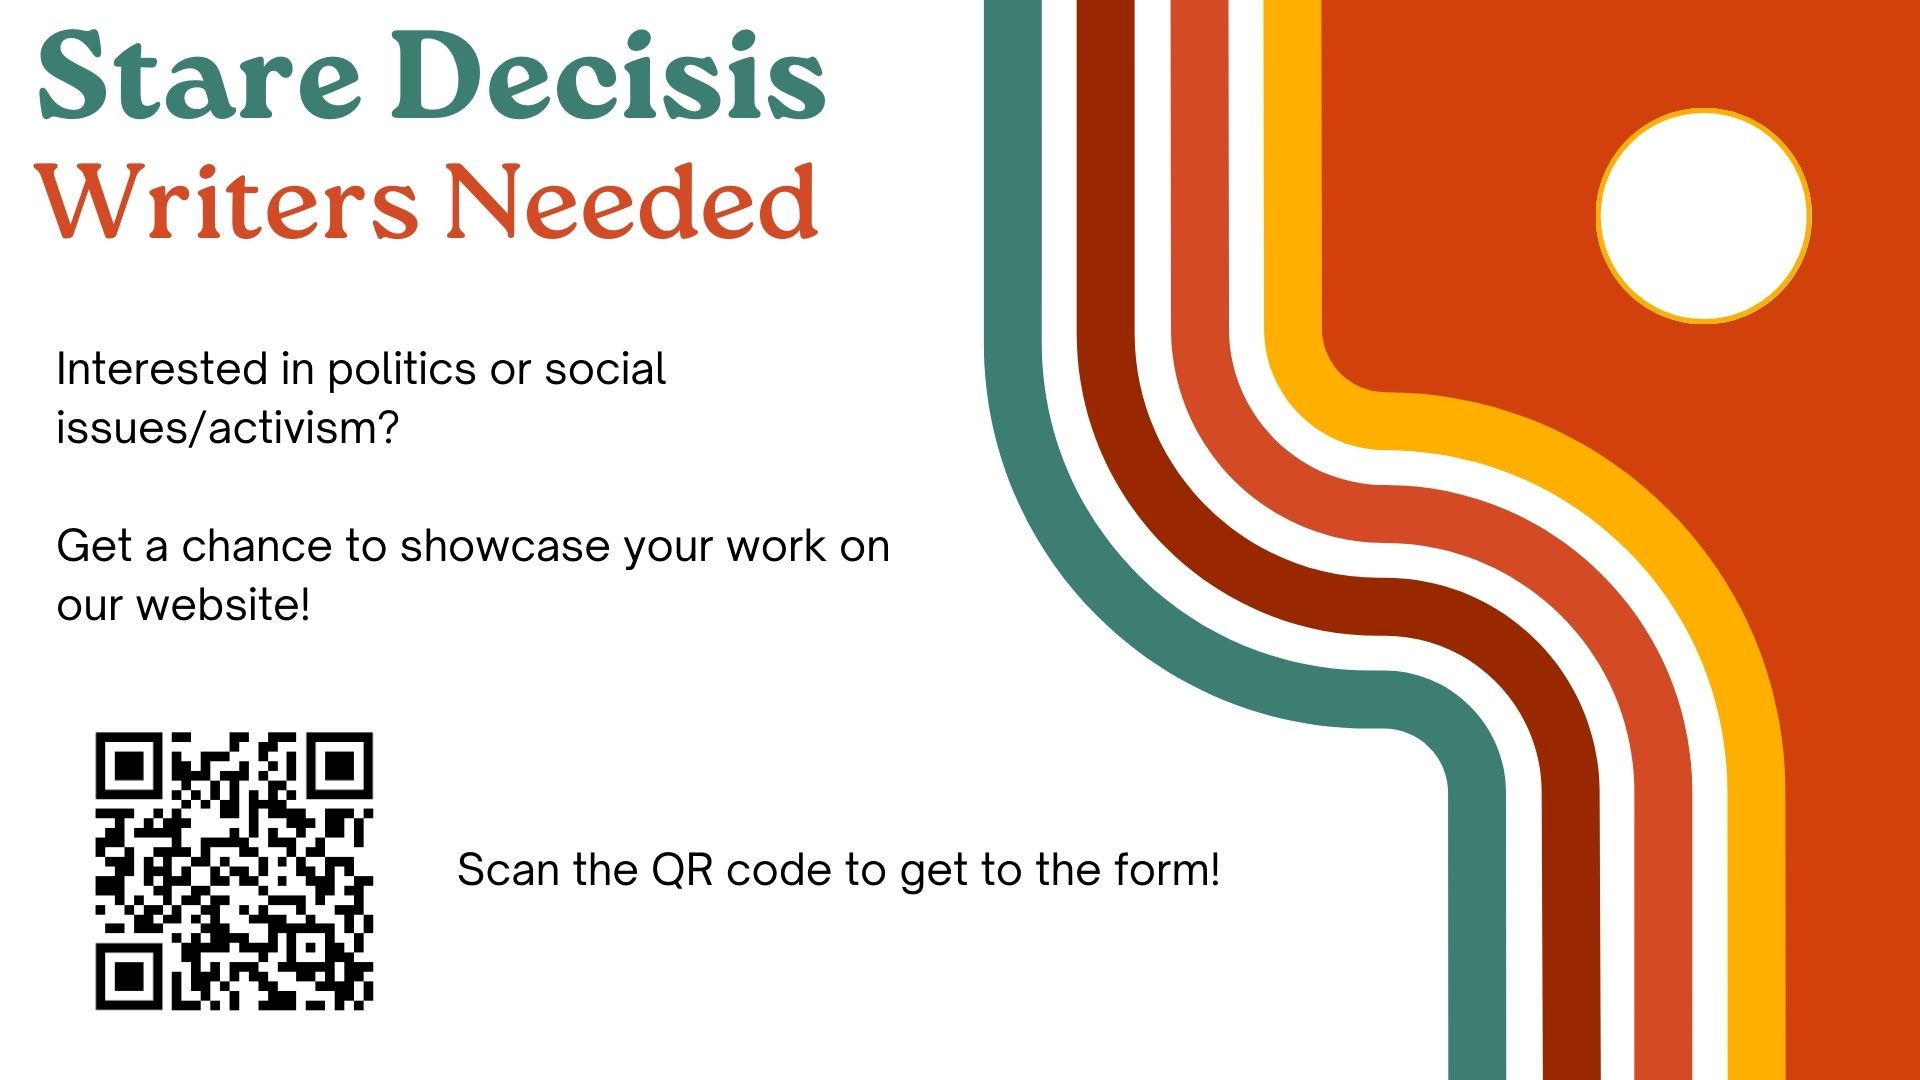 Stare Decisis
Writers Needed
Interested in politics or social
issues/activism?
Get a chance to showcase your work on
our website!
Scan the QR code to get to the form!